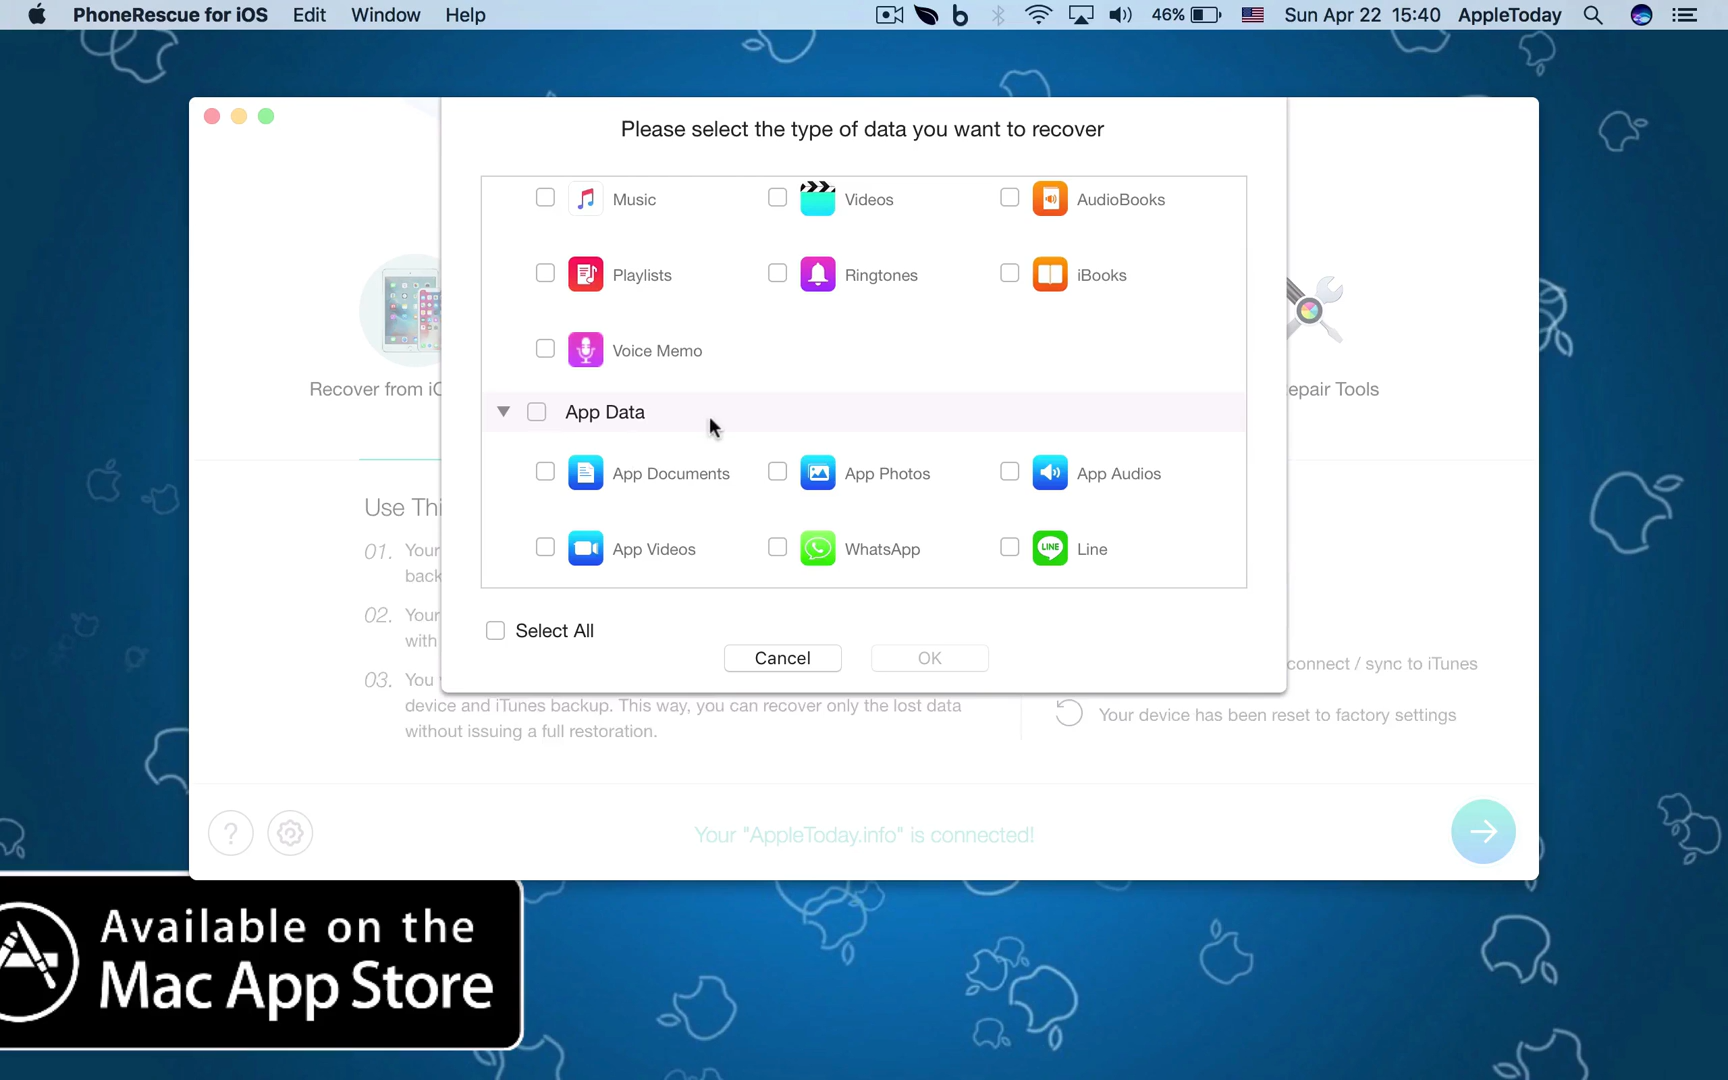 PhoneRescue for iOS Edit Window Help 46% Sun Apr 22 15:40 AppleToday
Please select the type of data you want to recover
Music Videos AudioBooks
Playlists Ringtones iBooks
Voice Memo
App Data
App Documents App Photos App Audios
App Videos WhatsApp Line
LINE
Select All
Cancel OK
Recover from iO
epair Tools
Use Thi
01. Your
back
02. Your
with
03. You
device and iTunes backup. This way, you can recover only the lost data
without issuing a full restoration.
connect / sync to iTunes
Your device has been reset to factory settings
? Your "AppleToday.info" is connected!
Available on the
Mac App Store